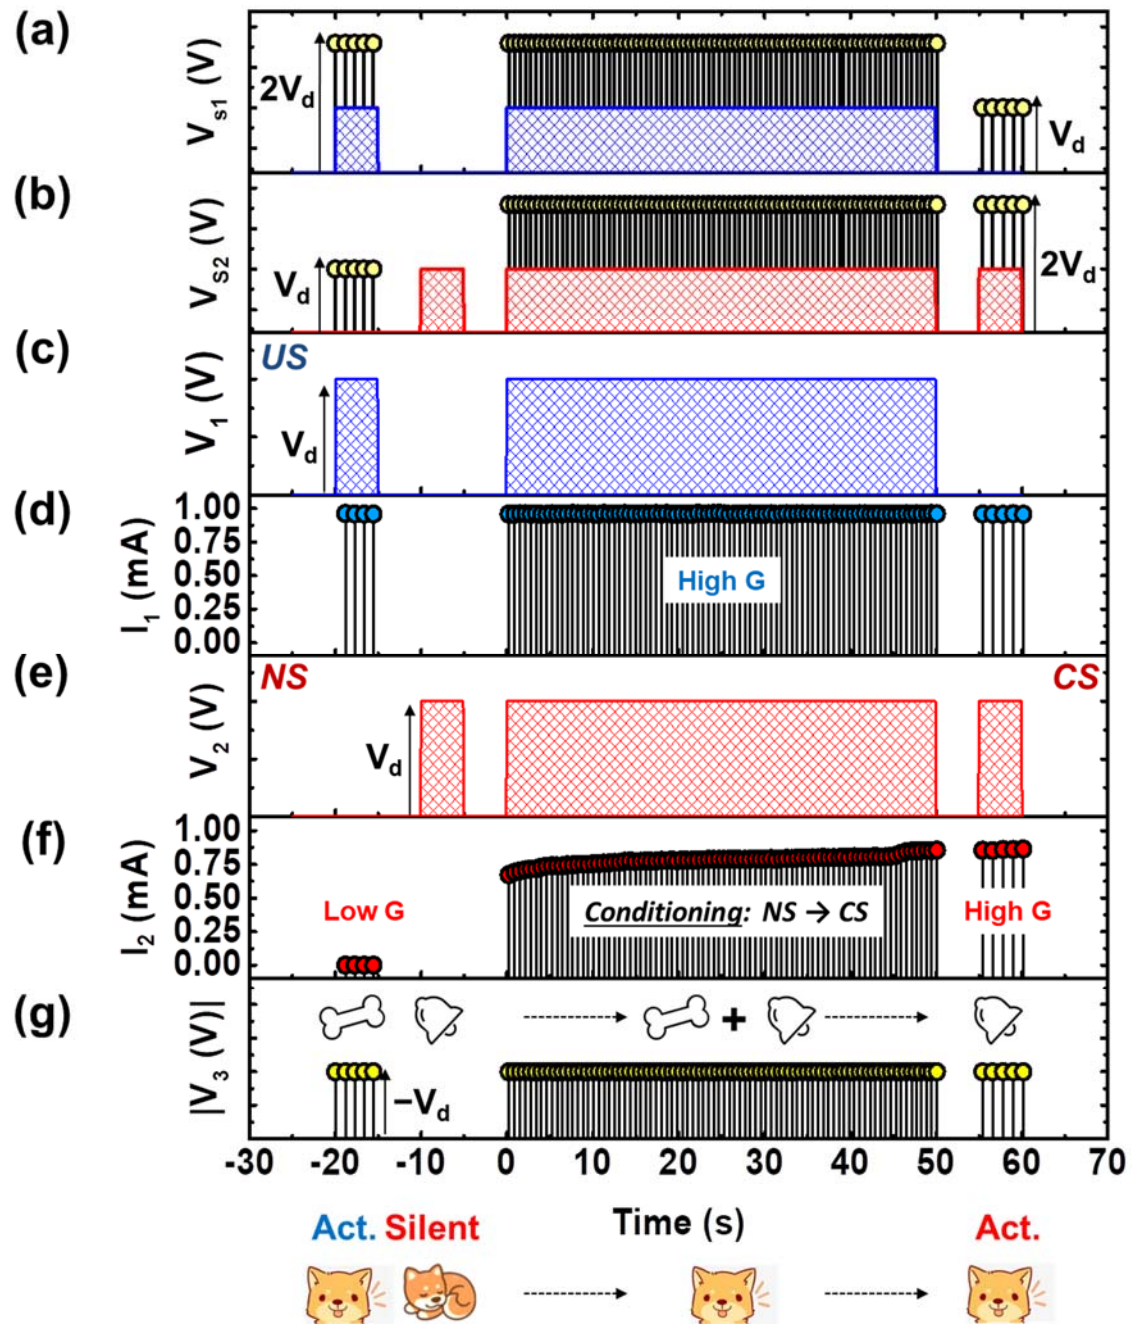 (a)
V_s1 (V)
2V_d
V_d
(b)
V_s2 (V)
V_d
2V_d
(c)
V_1 (V)
US
V_d
(d)
I_1 (mA)
1.00
0.75
0.50
0.25
0.00
High G
(e)
V_2 (V)
NS
CS
V_d
(f)
I_2 (mA)
1.00
0.75
0.50
0.25
0.00
Low G
Conditioning: NS → CS
High G
(g)
|V_3 (V)|
+
−V_d
-30 -20 -10 0 10 20 30 40 50 60 70
Time (s)
Act. Silent
Act.